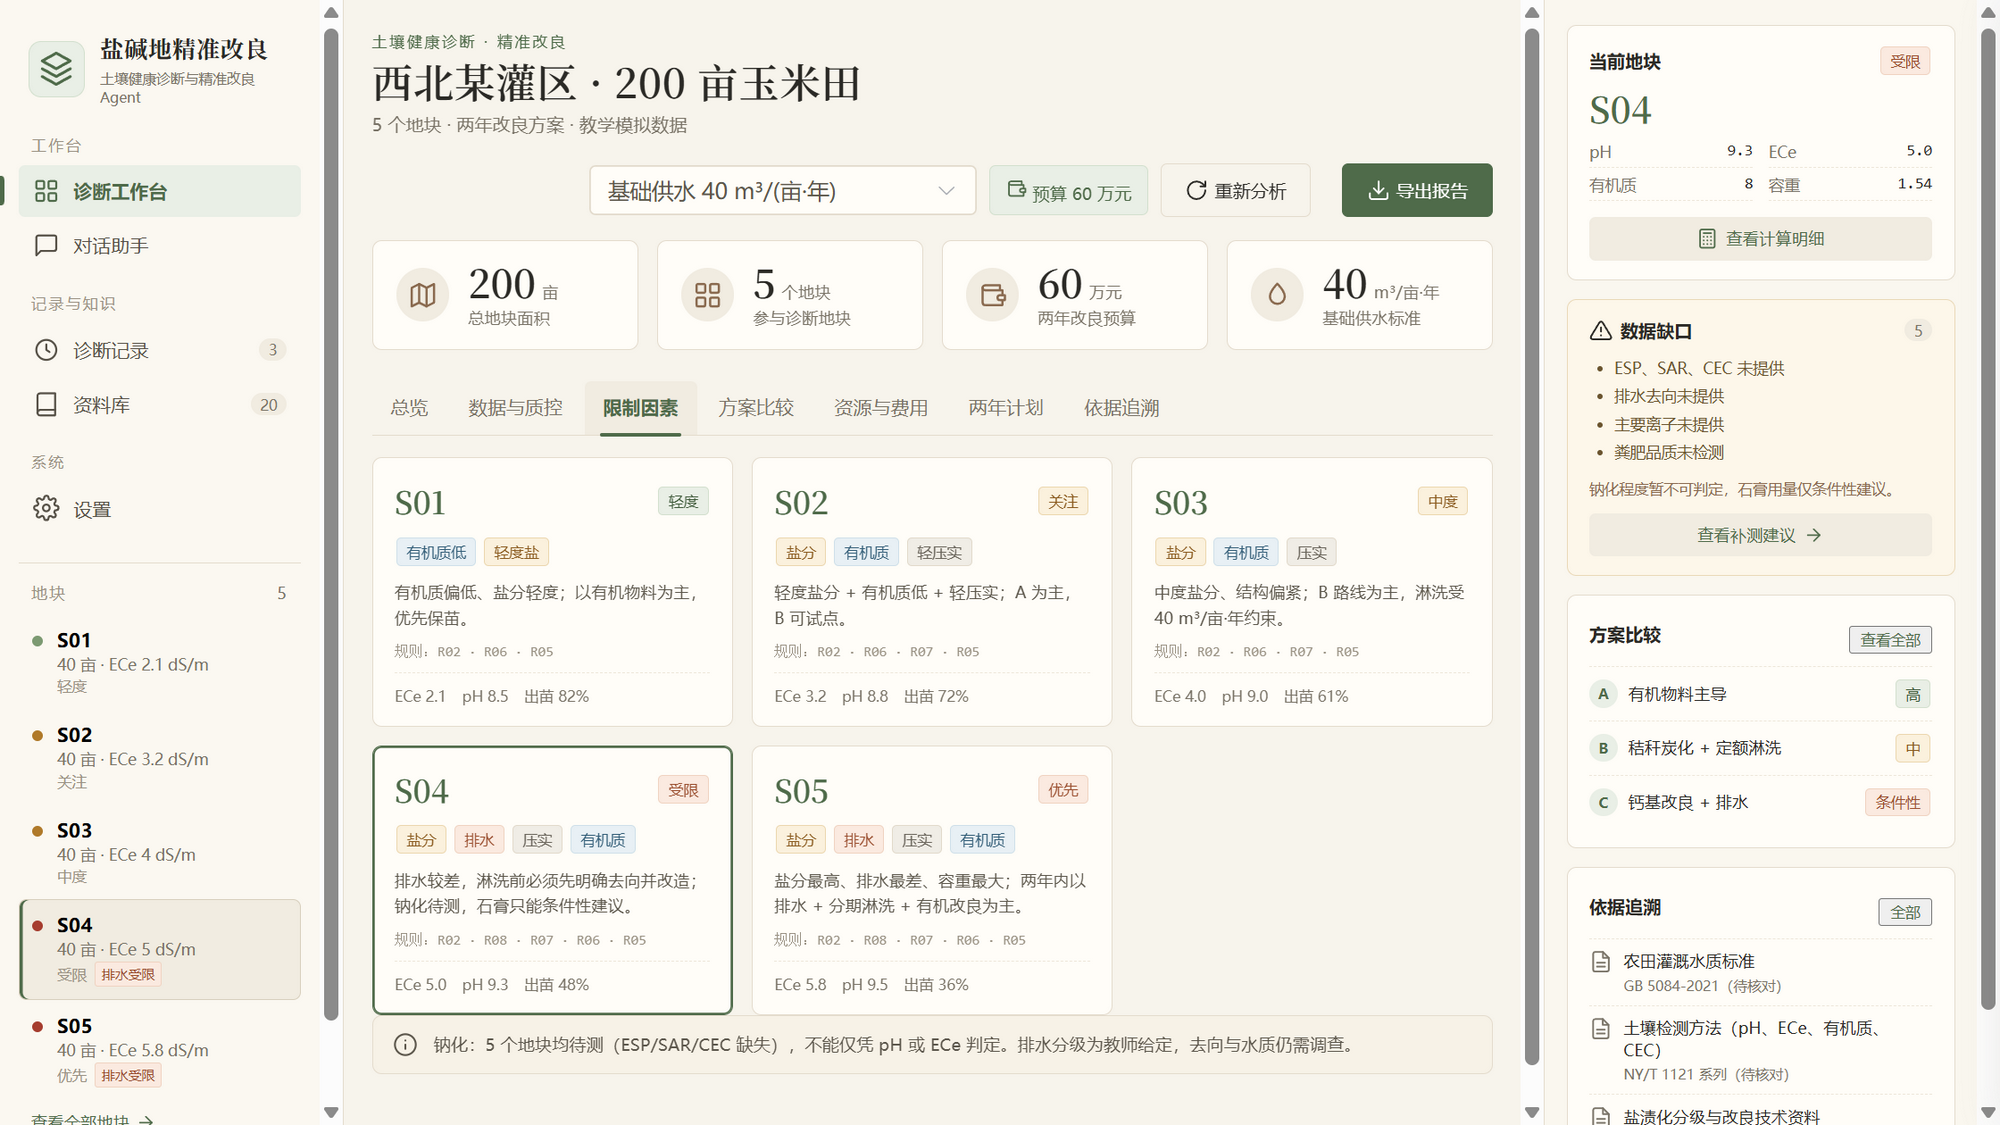 盐碱地精准改良
土壤健康诊断与精准改良
Agent
工作台
诊断工作台
对话助手
记录与知识
诊断记录 3
资料库 20
系统
设置
地块 5
S01
40 亩 · ECe 2.1 dS/m
轻度
S02
40 亩 · ECe 3.2 dS/m
关注
S03
40 亩 · ECe 4 dS/m
中度
S04
40 亩 · ECe 5 dS/m
受限 排水受限
S05
40 亩 · ECe 5.8 dS/m
优先 排水受限
查看全部地块 →
土壤健康诊断 · 精准改良
西北某灌区 · 200 亩玉米田
5 个地块 · 两年改良方案 · 教学模拟数据
基础供水 40 m³/(亩·年)
预算 60 万元
重新分析
导出报告
200 亩
总地块面积
5 个地块
参与诊断地块
60 万元
两年改良预算
40 m³/亩·年
基础供水标准
总览 数据与质控 限制因素 方案比较 资源与费用 两年计划 依据追溯
S01 轻度
有机质低 轻度盐
有机质偏低、盐分轻度；以有机物料为主，
优先保苗。
规则：R02 · R06 · R05
ECe 2.1 pH 8.5 出苗 82%
S02 关注
盐分 有机质 轻压实
轻度盐分 + 有机质低 + 轻压实；A 为主，
B 可试点。
规则：R02 · R06 · R07 · R05
ECe 3.2 pH 8.8 出苗 72%
S03 中度
盐分 有机质 压实
中度盐分、结构偏紧；B 路线为主，淋洗受
40 m³/亩·年约束。
规则：R02 · R06 · R07 · R05
ECe 4.0 pH 9.0 出苗 61%
S04 受限
盐分 排水 压实 有机质
排水较差，淋洗前必须先明确去向并改造；
钠化待测，石膏只能条件性建议。
规则：R02 · R08 · R07 · R06 · R05
ECe 5.0 pH 9.3 出苗 48%
S05 优先
盐分 排水 压实 有机质
盐分最高、排水最差、容重最大；两年内以
排水 + 分期淋洗 + 有机改良为主。
规则：R02 · R08 · R07 · R06 · R05
ECe 5.8 pH 9.5 出苗 36%
钠化：5 个地块均待测（ESP/SAR/CEC 缺失），不能仅凭 pH 或 ECe 判定。排水分级为教师给定，去向与水质仍需调查。
当前地块 受限
S04
pH 9.3 ECe 5.0
有机质 8 容重 1.54
查看计算明细
数据缺口 5
• ESP、SAR、CEC 未提供
• 排水去向未提供
• 主要离子未提供
• 粪肥品质未检测
钠化程度暂不可判定，石膏用量仅条件性建议。
查看补测建议 →
方案比较 查看全部
A 有机物料主导 高
B 秸秆炭化 + 定额淋洗 中
C 钙基改良 + 排水 条件性
依据追溯 全部
农田灌溉水质标准
GB 5084-2021（待核对）
土壤检测方法（pH、ECe、有机质、
CEC）
NY/T 1121 系列（待核对）
盐渍化分级与改良技术资料